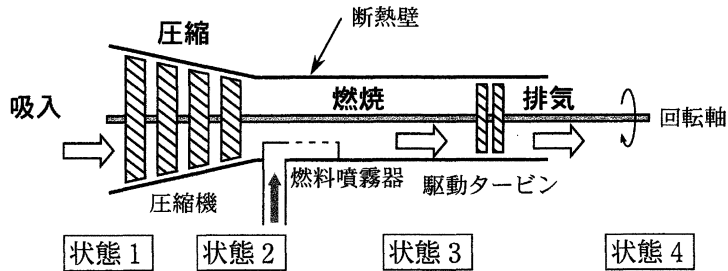 断熱壁
圧縮
吸入
燃焼
排気
回転軸
燃料噴霧器
駆動タービン
圧縮機
状態1
状態2
状態3
状態4